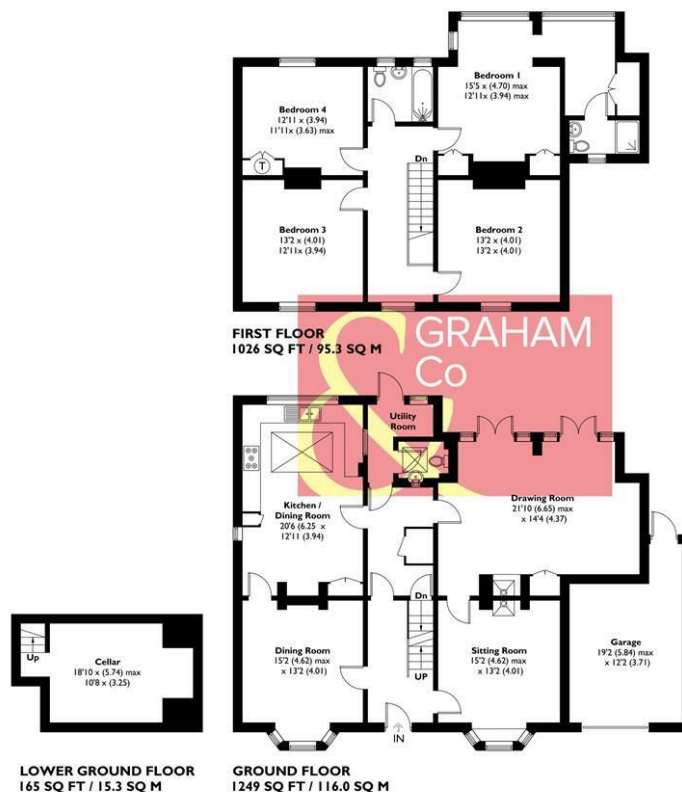 Bedroom 4
12'11 x (3.94)
11'11x (3.63) max
T
Bedroom 1
15'5 x (4.70) max
12'11x (3.94) max
Dn
Bedroom 3
13'2 x (4.01)
12'11x (3.94)
Bedroom 2
13'2 x (4.01)
13'2 x (4.01)
FIRST FLOOR
1026 SQ FT / 95.3 SQ M
& GRAHAM
Co
Utility
Room
Kitchen /
Dining Room
20'6 (6.25 x
12'11 (3.94)
Drawing Room
21'10 (6.65) max
x 14'4 (4.37)
Dn
UP
Dining Room
15'2 (4.62) max
x 13'2 (4.01)
Sitting Room
15'2 (4.62) max
x 13'2 (4.01)
Garage
19'2 (5.84) max
x 12'2 (3.71)
IN
Up
Cellar
18'10 x (5.74) max
10'8 x (3.25)
LOWER GROUND FLOOR
165 SQ FT / 15.3 SQ M
GROUND FLOOR
1249 SQ FT / 116.0 SQ M